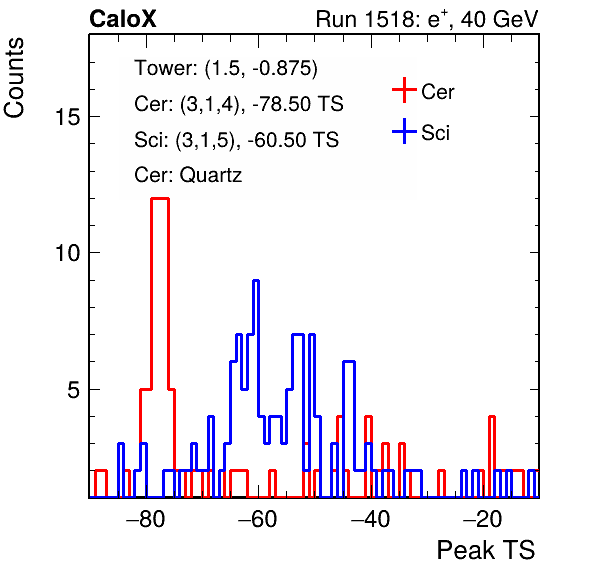 CaloX Run 1518: e⁺, 40 GeV
Counts
Tower: (1.5, -0.875)
Cer: (3,1,4), -78.50 TS
Sci: (3,1,5), -60.50 TS
Cer: Quartz
Cer
Sci
15
10
5
−80 −60 −40 −20
Peak TS